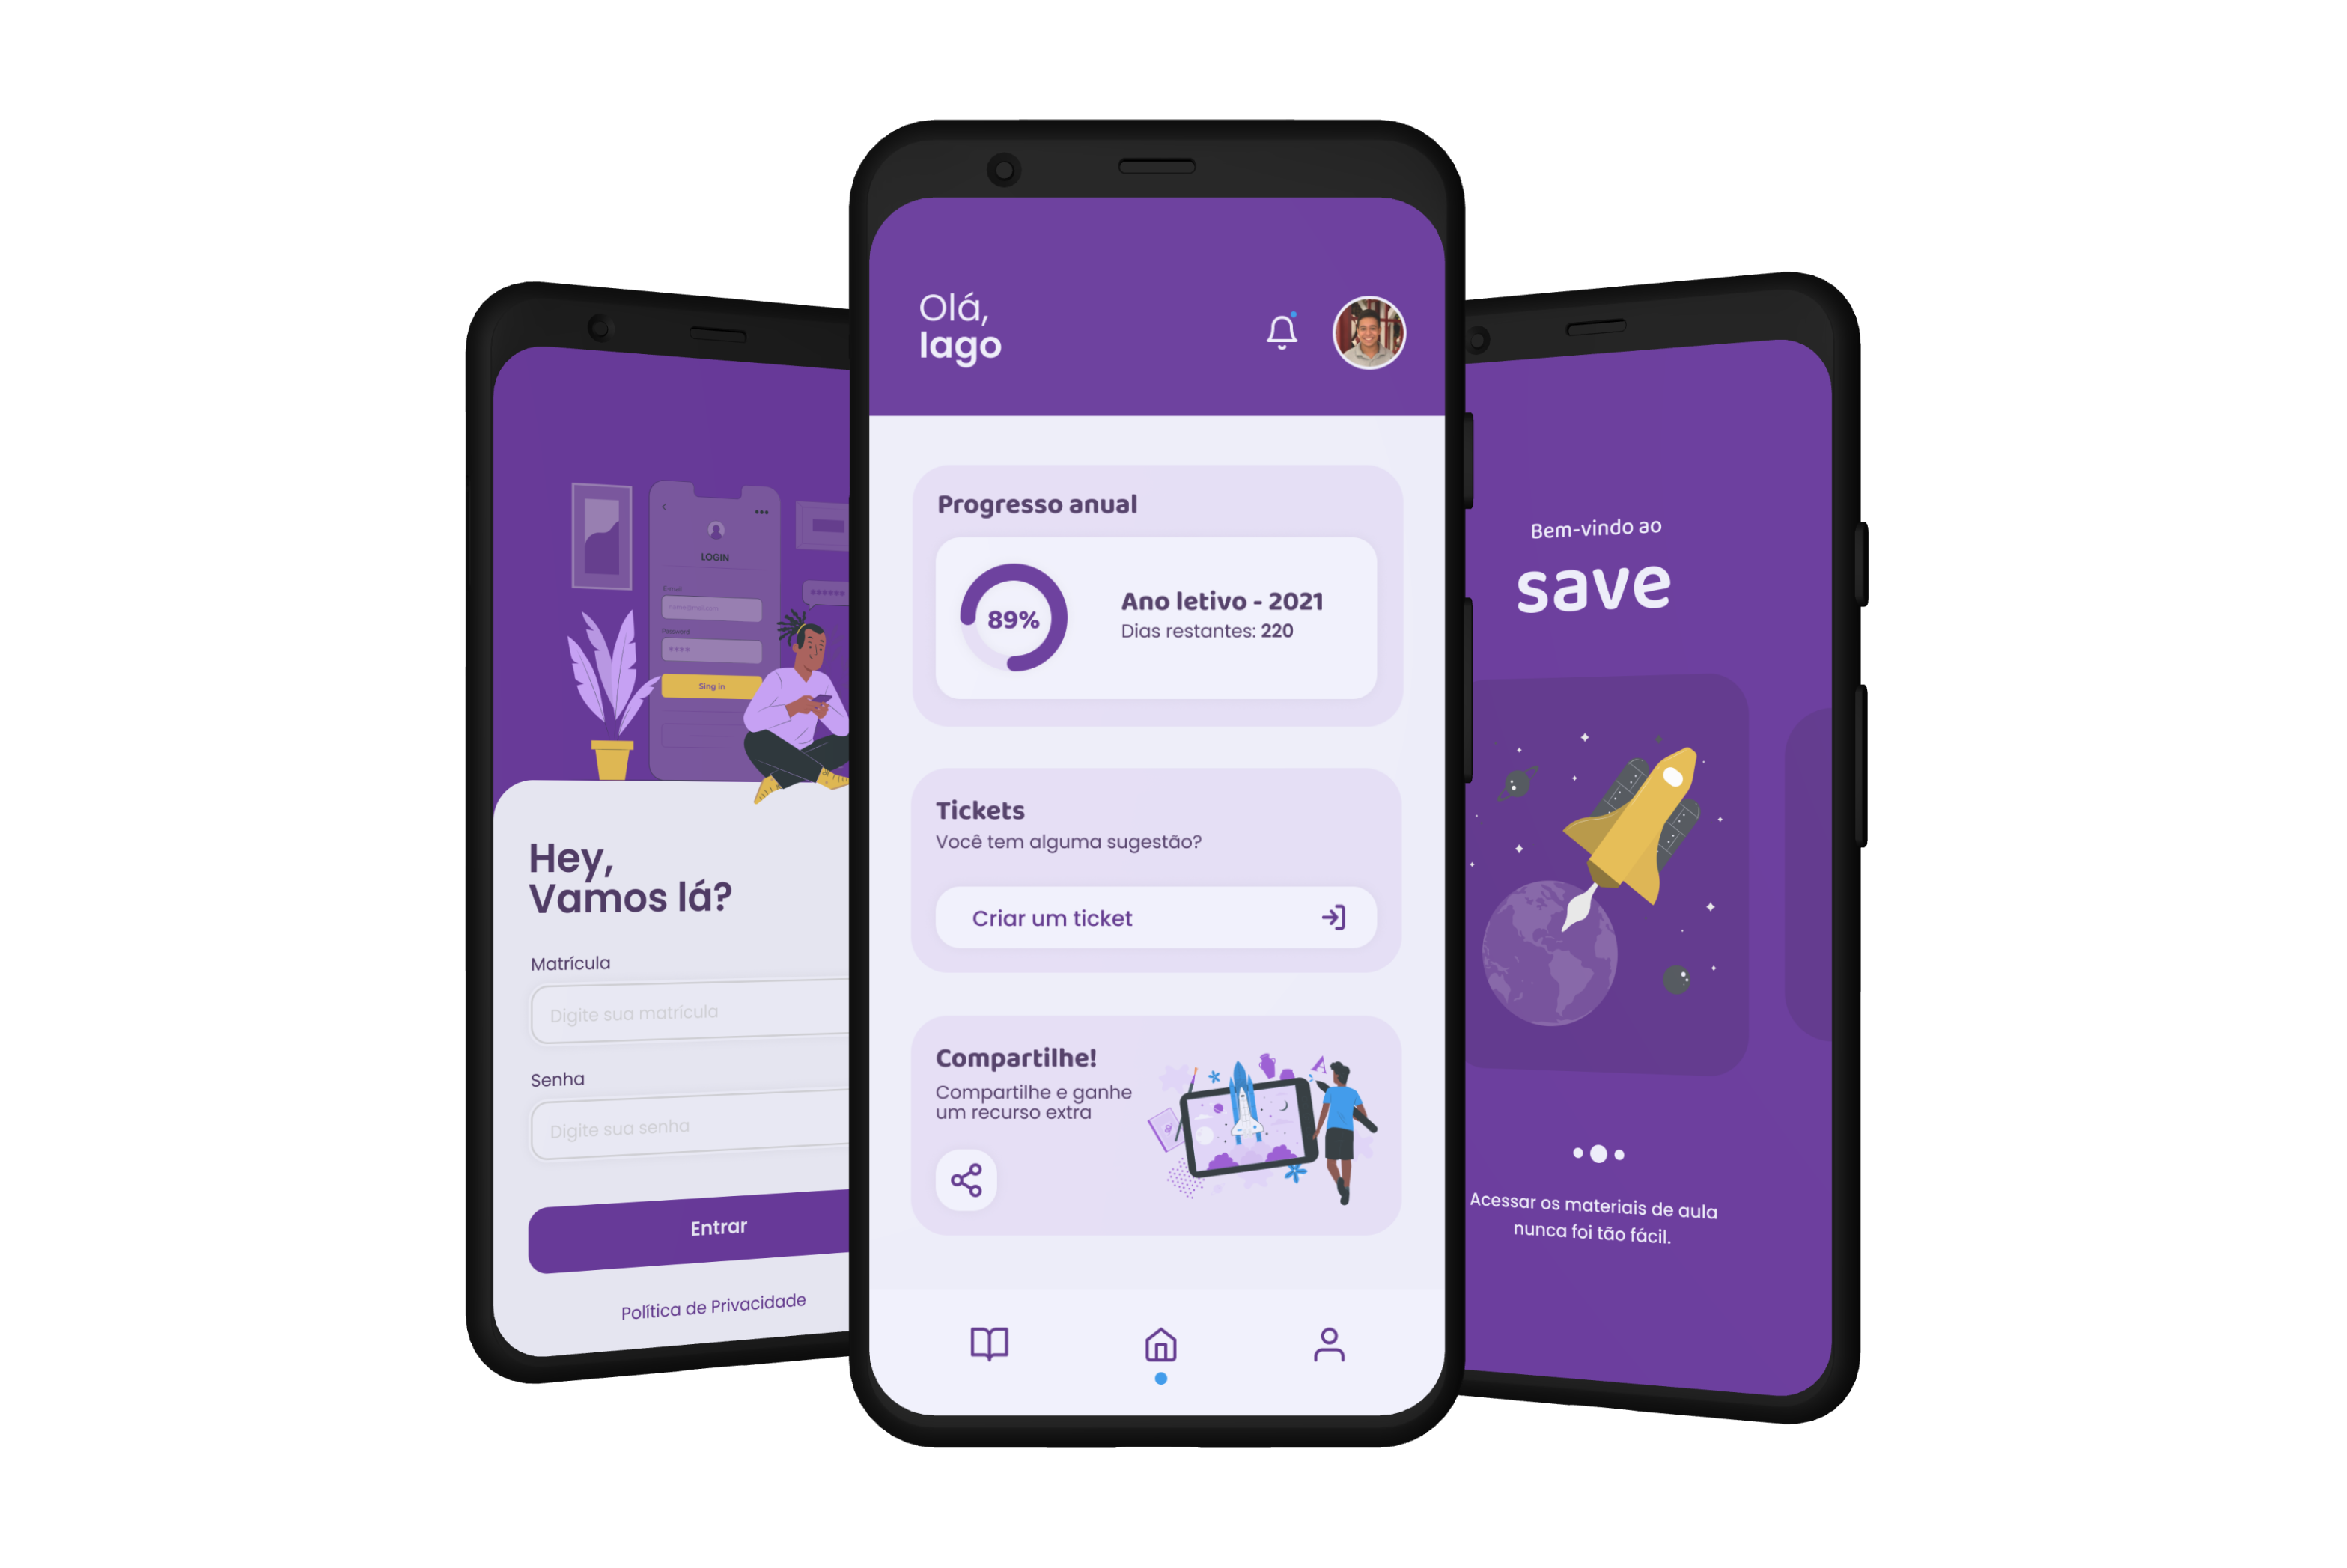 LOGIN
E-mail
Password
****
Sing in
Hey,
Vamos lá?
Matrícula
Digite sua matrícula
Senha
Digite sua senha
Entrar
Política de Privacidade
Olá,
Iago
Progresso anual
89%
Ano letivo - 2021
Dias restantes: 220
Tickets
Você tem alguma sugestão?
Criar um ticket
Compartilhe!
Compartilhe e ganhe
um recurso extra
A
Bem-vindo ao
save
Acessar os materiais de aula
nunca foi tão fácil.